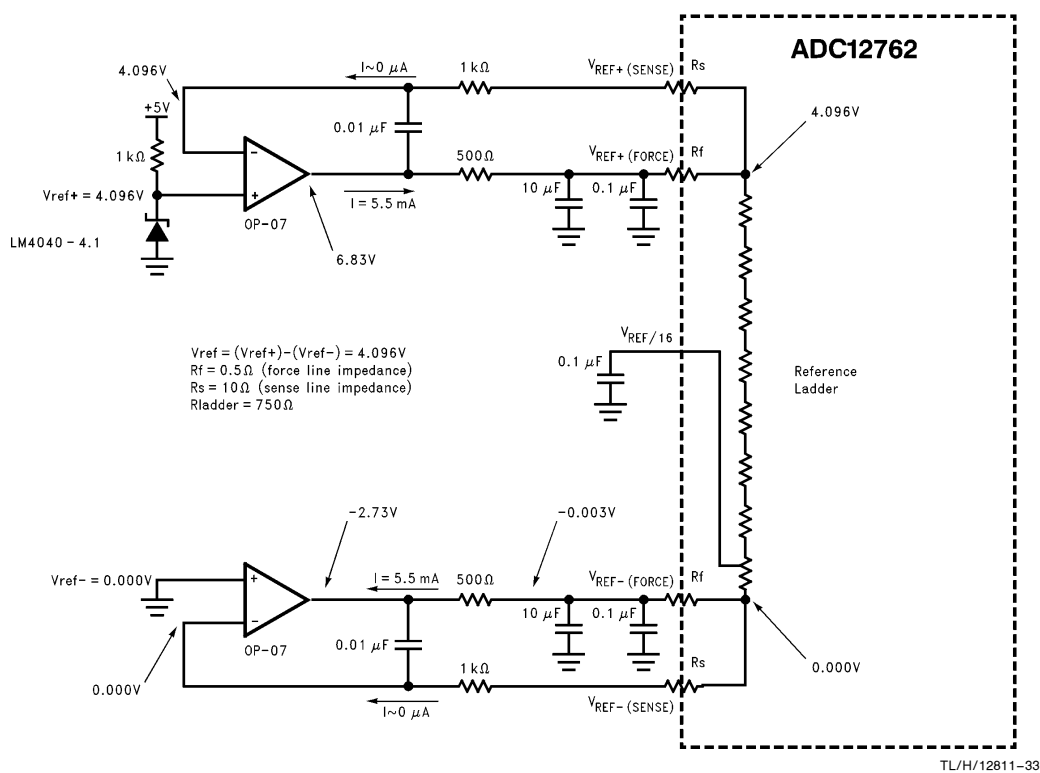 ADC12762
4.096V
+5V
1 kΩ
Vref+ = 4.096V
LM4040 - 4.1
I~0 μA
1 kΩ
VREF+ (SENSE)
Rs
0.01 μF
−
+
OP-07
I = 5.5 mA
6.83V
500Ω
VREF+ (FORCE)
Rf
10 μF
0.1 μF
4.096V
Vref = (Vref+)-(Vref-) = 4.096V
Rf = 0.5Ω (force line impedance)
Rs = 10Ω (sense line impedance)
Rladder = 750Ω
VREF/16
0.1 μF
Reference
Ladder
-2.73V
-0.003V
Vref- = 0.000V
+
−
OP-07
0.000V
I = 5.5 mA
500Ω
VREF- (FORCE)
Rf
10 μF
0.1 μF
0.01 μF
1 kΩ
Rs
I~0 μA
VREF- (SENSE)
0.000V
TL/H/12811-33